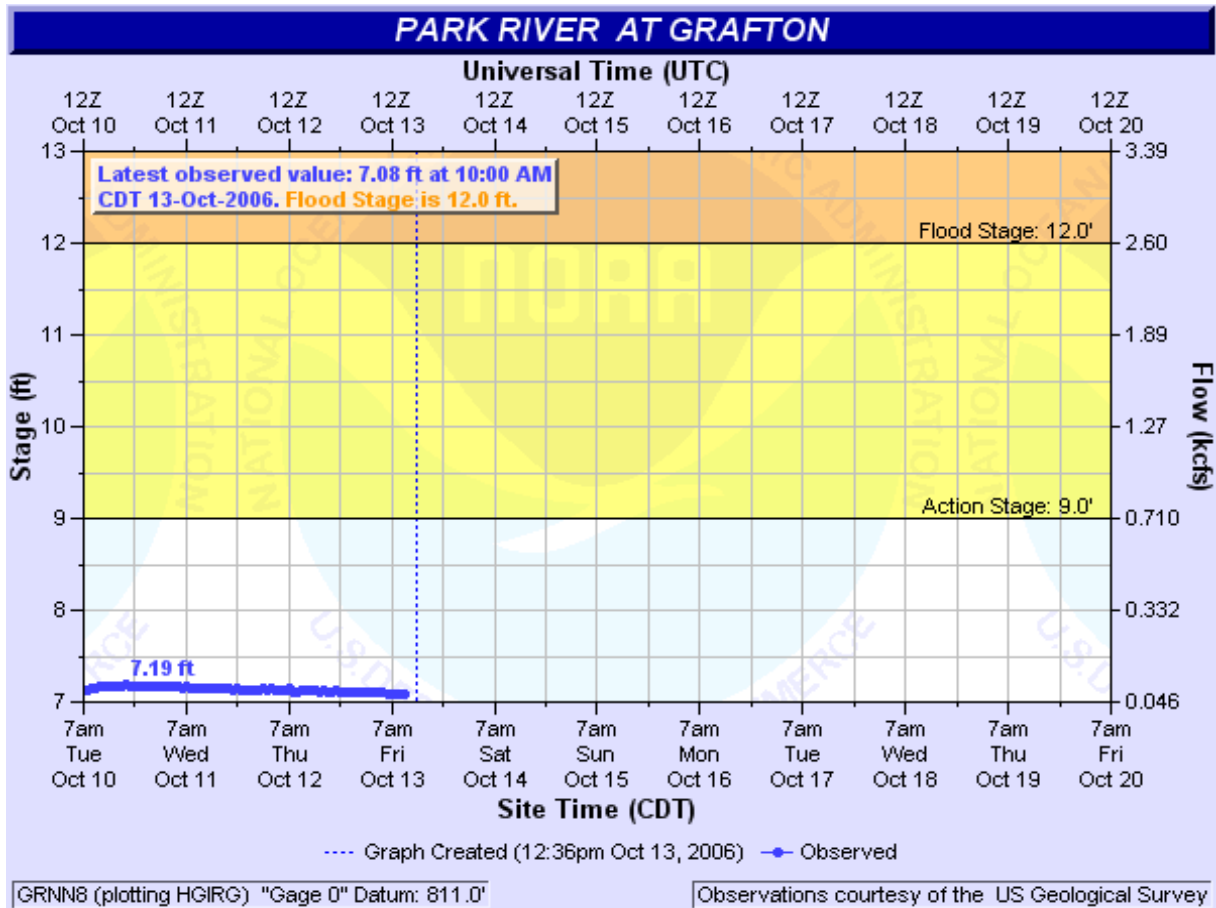 PARK RIVER AT GRAFTON
Universal Time (UTC)
12Z 12Z 12Z 12Z 12Z 12Z 12Z 12Z 12Z 12Z 12Z
Oct 10 Oct 11 Oct 12 Oct 13 Oct 14 Oct 15 Oct 16 Oct 17 Oct 18 Oct 19 Oct 20
Latest observed value: 7.08 ft at 10:00 AM
CDT 13-Oct-2006. Flood Stage is 12.0 ft.
Stage (ft)
13
12
11
10
9
8
7
Flood Stage: 12.0'
Action Stage: 9.0'
NOAA
7.19 ft
3.39
2.60
1.89
1.27
0.710
0.332
0.046
Flow (kcfs)
7am 7am 7am 7am 7am 7am 7am 7am 7am 7am 7am
Tue Wed Thu Fri Sat Sun Mon Tue Wed Thu Fri
Oct 10 Oct 11 Oct 12 Oct 13 Oct 14 Oct 15 Oct 16 Oct 17 Oct 18 Oct 19 Oct 20
Site Time (CDT)
Graph Created (12:36pm Oct 13, 2006) Observed
GRNN8 (plotting HGIRG) "Gage 0" Datum: 811.0'
Observations courtesy of the US Geological Survey